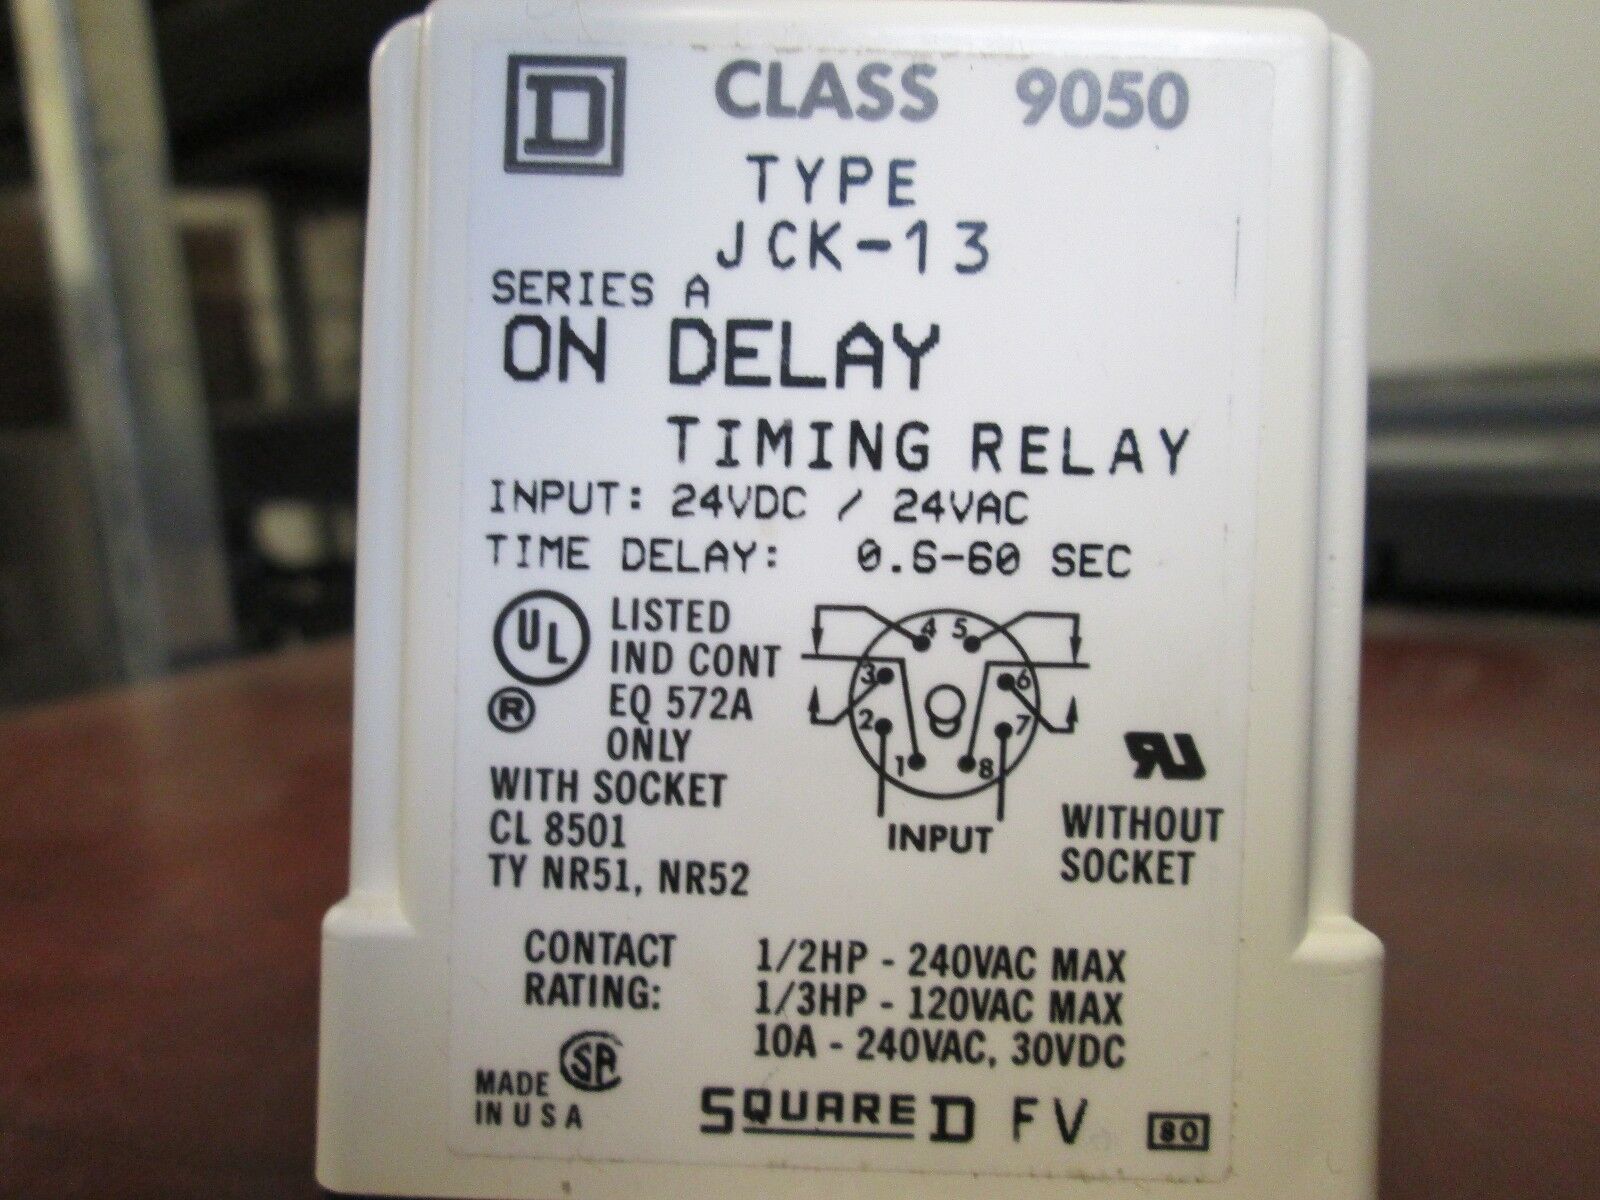 D CLASS 9050
TYPE
JCK-13
SERIES A
ON DELAY
TIMING RELAY
INPUT: 24VDC / 24VAC
TIME DELAY: 0.6-60 SEC
UL LISTED
IND CONT
® EQ 572A
ONLY
WITH SOCKET
CL 8501
TY NR51, NR52
4 5
3 6
2 7
1 8
INPUT
RU
WITHOUT
SOCKET
CONTACT
RATING:
1/2HP - 240VAC MAX
1/3HP - 120VAC MAX
10A - 240VAC, 30VDC
SA
MADE
IN USA
SQUARE D FV 80